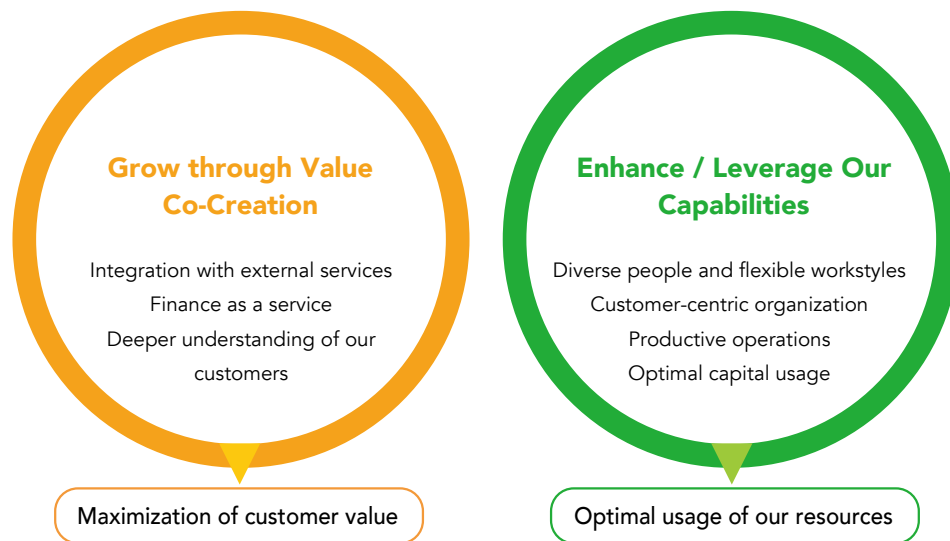 Grow through Value
Co-Creation
Integration with external services
Finance as a service
Deeper understanding of our
customers
Maximization of customer value
Enhance / Leverage Our
Capabilities
Diverse people and flexible workstyles
Customer-centric organization
Productive operations
Optimal capital usage
Optimal usage of our resources